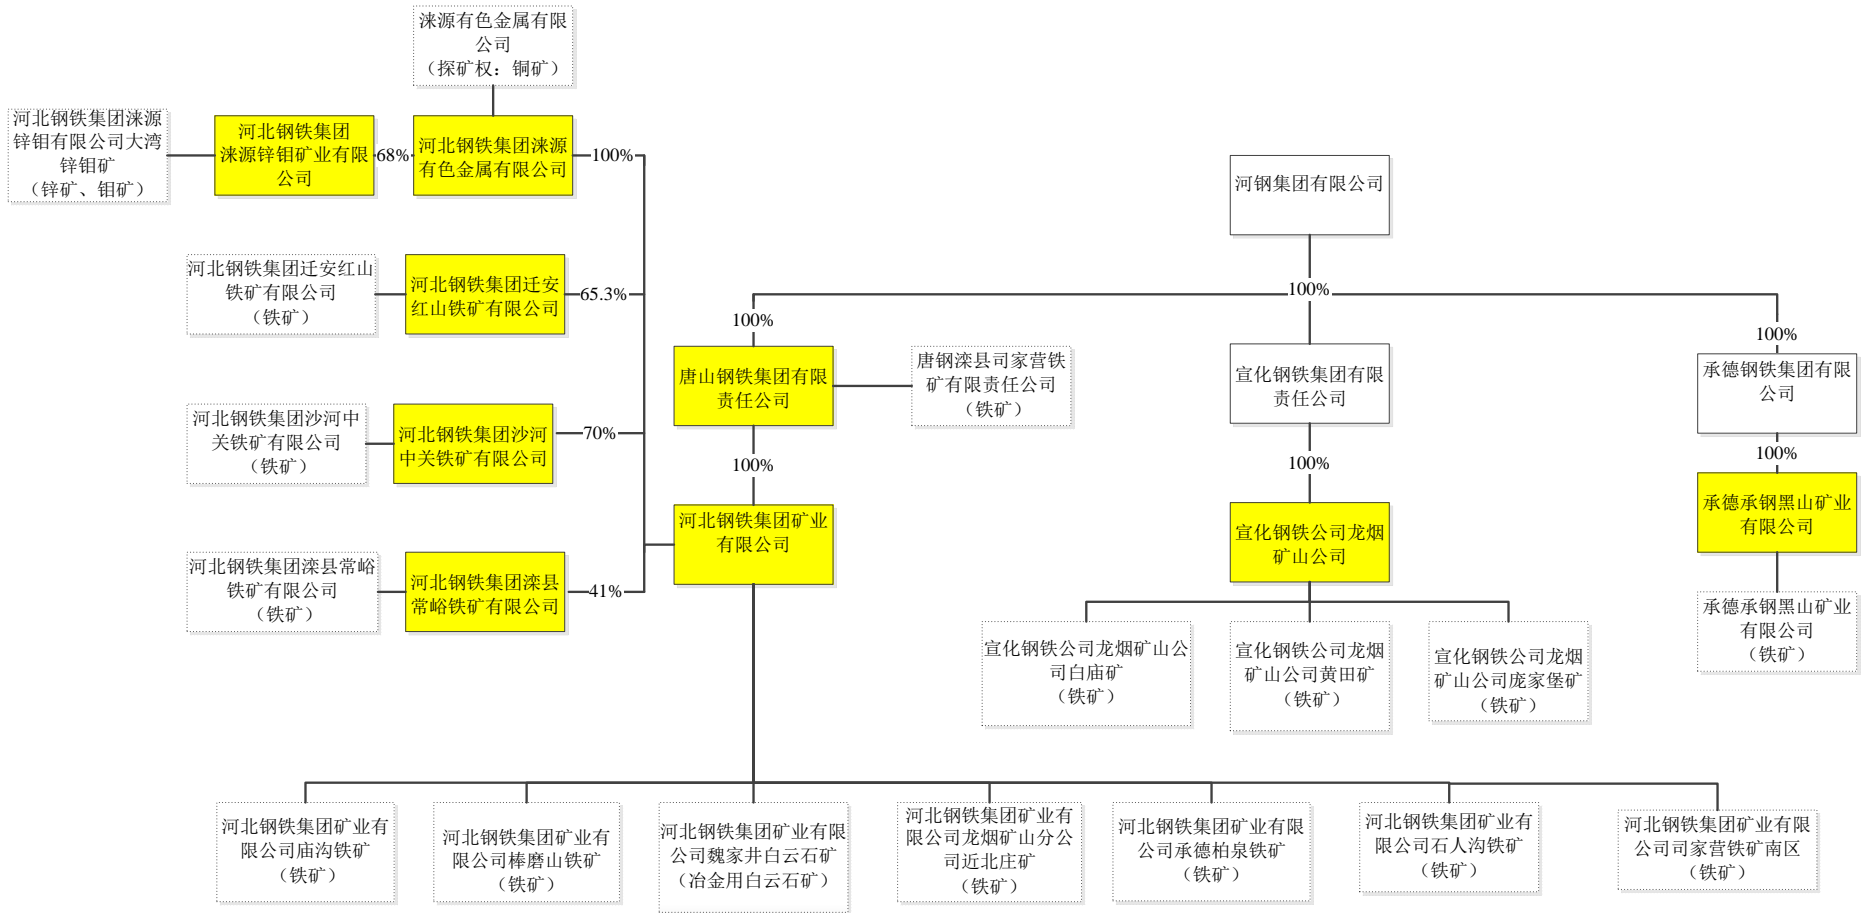 涞源有色金属有限
公司
（探矿权：铜矿）
河北钢铁集团涞源
锌钼有限公司大湾
锌钼矿
（锌矿、钼矿）
河北钢铁集团
涞源锌钼矿业有限
公司
68%
河北钢铁集团涞源
有色金属有限公司
100%
河钢集团有限公司
河北钢铁集团迁安红山
铁矿有限公司
（铁矿）
河北钢铁集团迁安
红山铁矿有限公司
65.3%
100%
100%
100%
唐山钢铁集团有限
责任公司
唐钢滦县司家营铁
矿有限责任公司
（铁矿）
宣化钢铁集团有限
责任公司
承德钢铁集团有限
公司
河北钢铁集团沙河中
关铁矿有限公司
（铁矿）
河北钢铁集团沙河
中关铁矿有限公司
70%
100%
100%
100%
河北钢铁集团矿业
有限公司
宣化钢铁公司龙烟
矿山公司
承德承钢黑山矿业
有限公司
河北钢铁集团滦县常峪
铁矿有限公司
（铁矿）
河北钢铁集团滦县
常峪铁矿有限公司
41%
宣化钢铁公司龙烟矿山公
司白庙矿
（铁矿）
宣化钢铁公司龙烟
矿山公司黄田矿
（铁矿）
宣化钢铁公司龙烟
矿山公司庞家堡矿
（铁矿）
承德承钢黑山矿业
有限公司
（铁矿）
河北钢铁集团矿业有
限公司庙沟铁矿
（铁矿）
河北钢铁集团矿业有
限公司棒磨山铁矿
（铁矿）
河北钢铁集团矿业有限
公司魏家井白云石矿
（冶金用白云石矿）
河北钢铁集团矿业有
限公司龙烟矿山分公
司近北庄矿
（铁矿）
河北钢铁集团矿业有限
公司承德柏泉铁矿
（铁矿）
河北钢铁集团矿业有
限公司石人沟铁矿
（铁矿）
河北钢铁集团矿业有限
公司司家营铁矿南区
（铁矿）